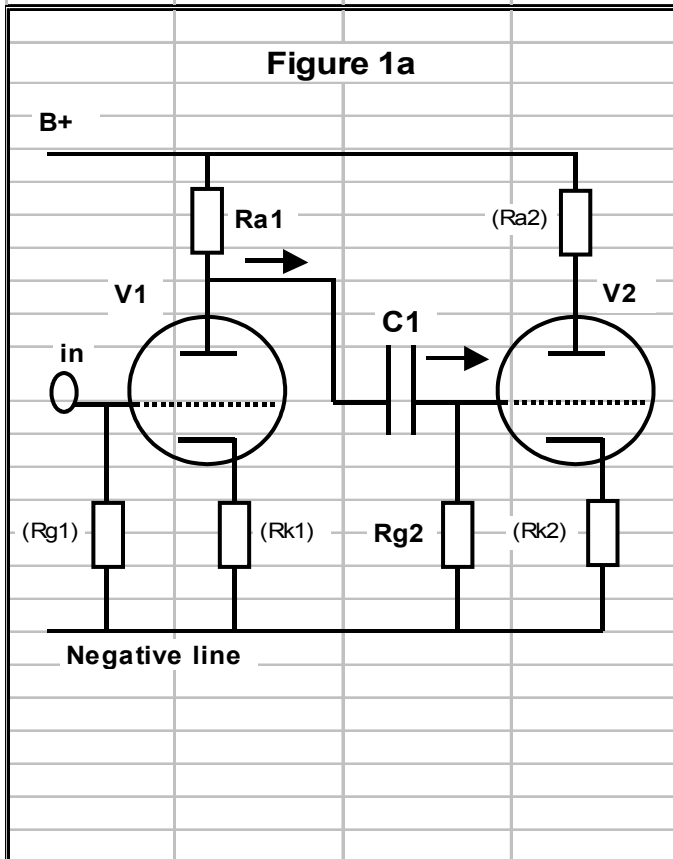 Figure 1a
B+
Ra1
(Ra2)
V1
V2
C1
in
(Rg1)
(Rk1)
Rg2
(Rk2)
Negative line